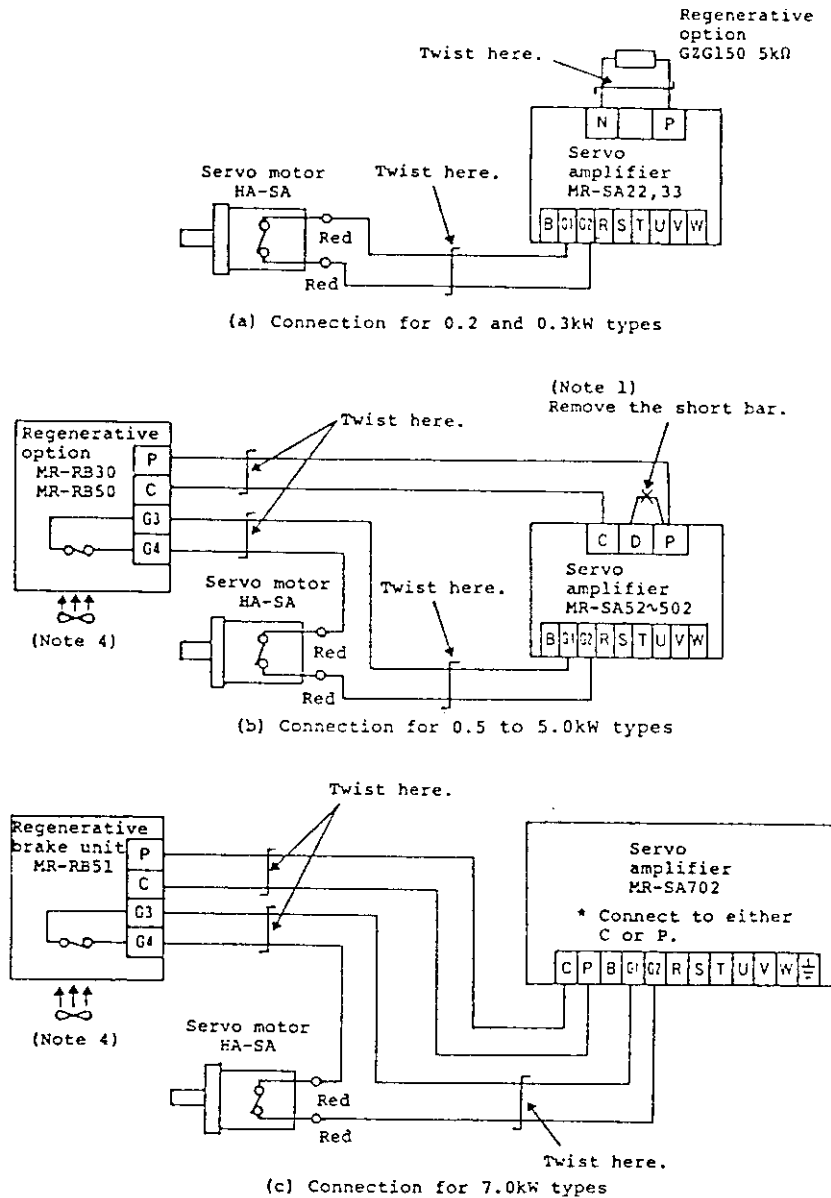 Regenerative
option
GZG150 5kΩ
Twist here.
N P
Servo
amplifier
MR-SA22,33
B G1 G2 R S T U V W
Servo motor
HA-SA
Twist here.
Red
Red
(a) Connection for 0.2 and 0.3kW types
(Note 1)
Remove the short bar.
Twist here.
Regenerative
option
MR-RB30
MR-RB50
P
C
G3
G4
(Note 4)
C D P
Servo
amplifier
MR-SA52~502
B G1 G2 R S T U V W
Servo motor
HA-SA
Twist here.
Red
Red
(b) Connection for 0.5 to 5.0kW types
Twist here.
Regenerative
brake unit
MR-RB51
P
C
G3
G4
(Note 4)
Servo
amplifier
MR-SA702
* Connect to either
C or P.
C P B G1 G2 R S T U V W ⏚
Servo motor
HA-SA
Red
Red
Twist here.
(c) Connection for 7.0kW types